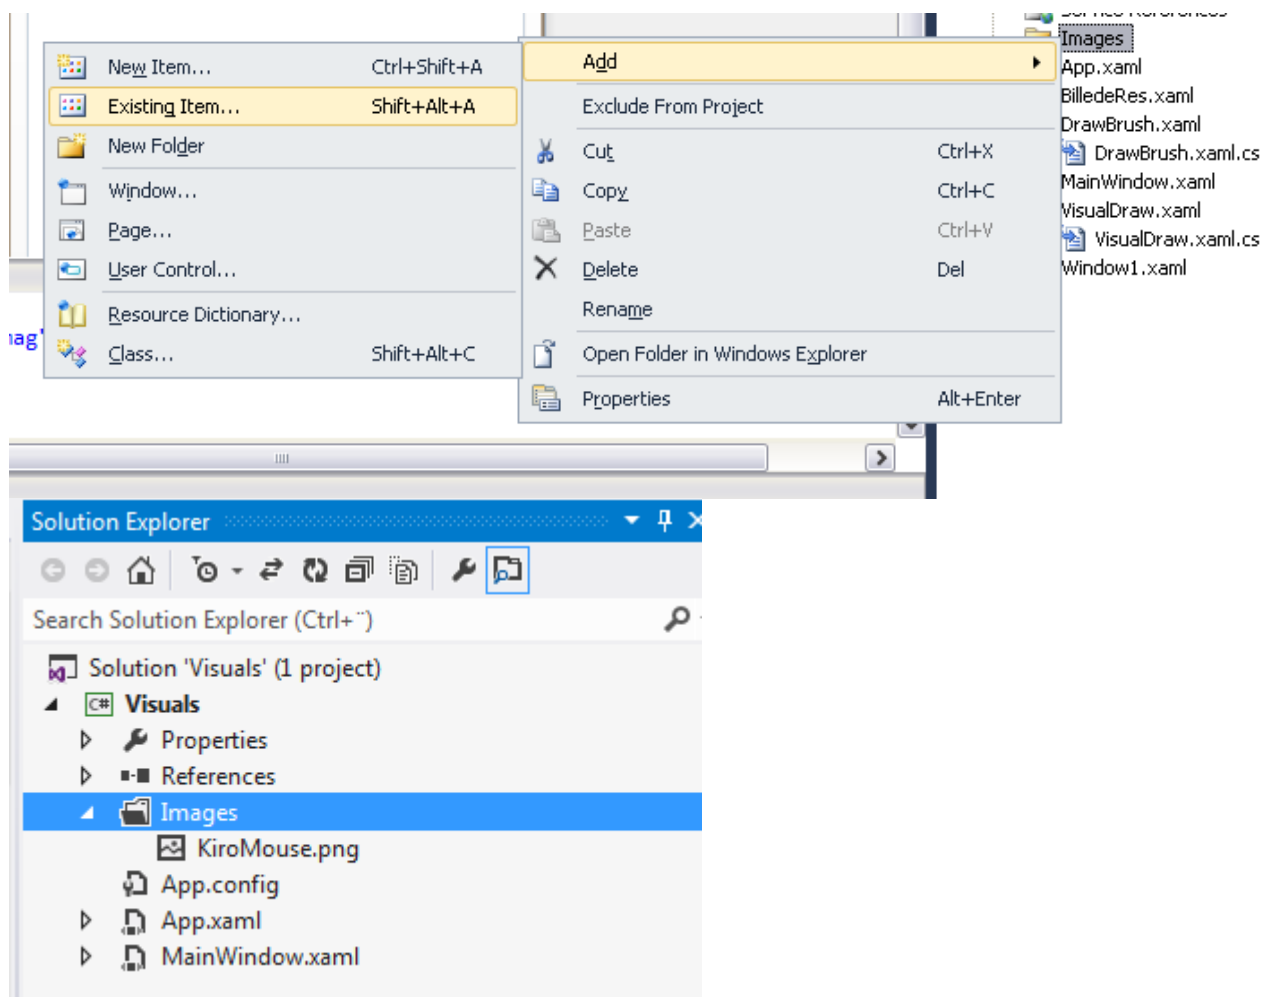 New Item... Ctrl+Shift+A
Existing Item... Shift+Alt+A
New Folder
Window...
Page...
User Control...
Resource Dictionary...
Class... Shift+Alt+C
Add
Exclude From Project
Cut Ctrl+X
Copy Ctrl+C
Paste Ctrl+V
Delete Del
Rename
Open Folder in Windows Explorer
Properties Alt+Enter
Images
App.xaml
BilledeRes.xaml
DrawBrush.xaml
DrawBrush.xaml.cs
MainWindow.xaml
VisualDraw.xaml
VisualDraw.xaml.cs
Window1.xaml
Solution Explorer
Search Solution Explorer (Ctrl+¨)
Solution 'Visuals' (1 project)
C# Visuals
Properties
References
Images
KiroMouse.png
App.config
App.xaml
MainWindow.xaml